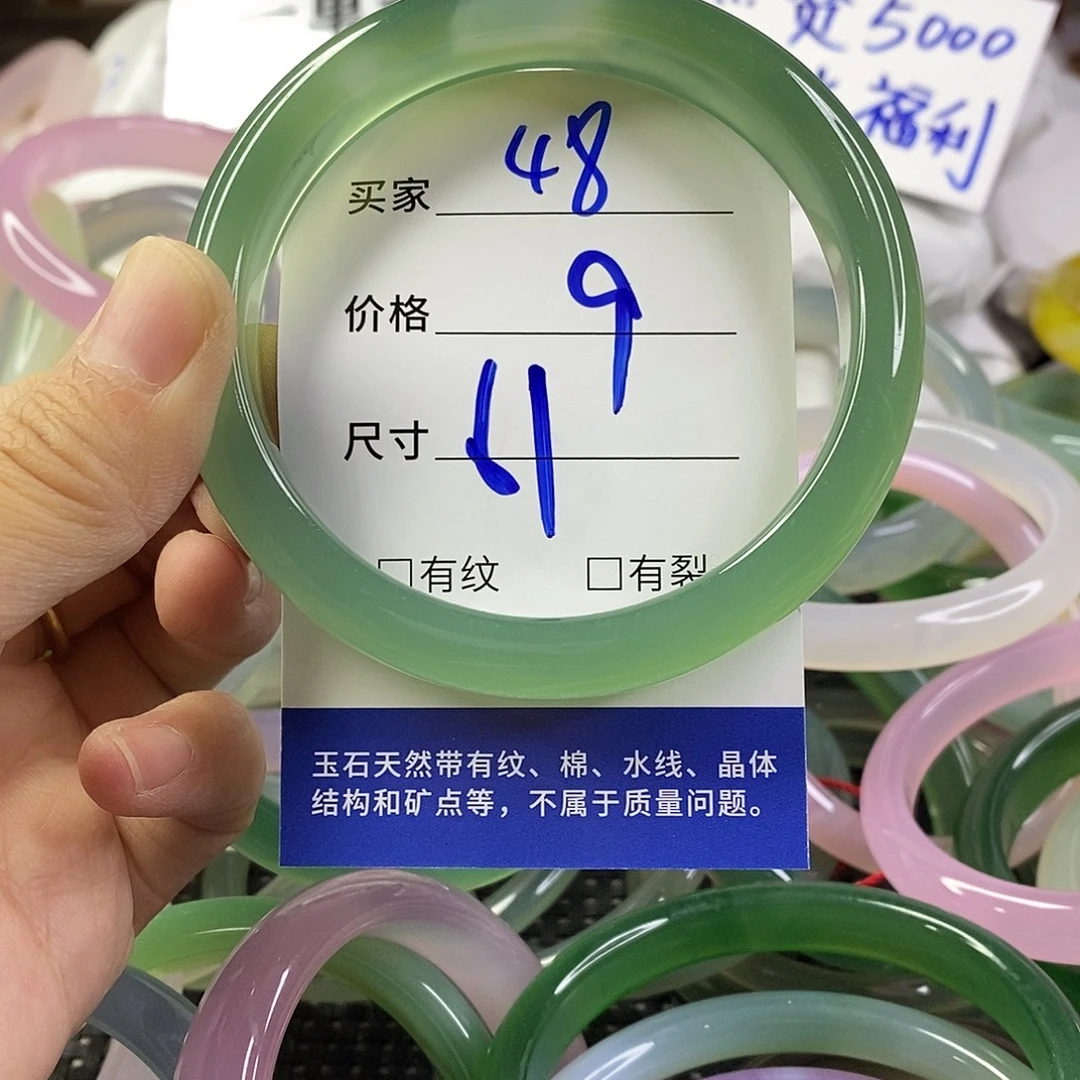 5000
福利
买家 48
价格 9
尺寸 61
□有纹 □有裂
玉石天然带有纹、棉、水线、晶体
结构和矿点等，不属于质量问题。